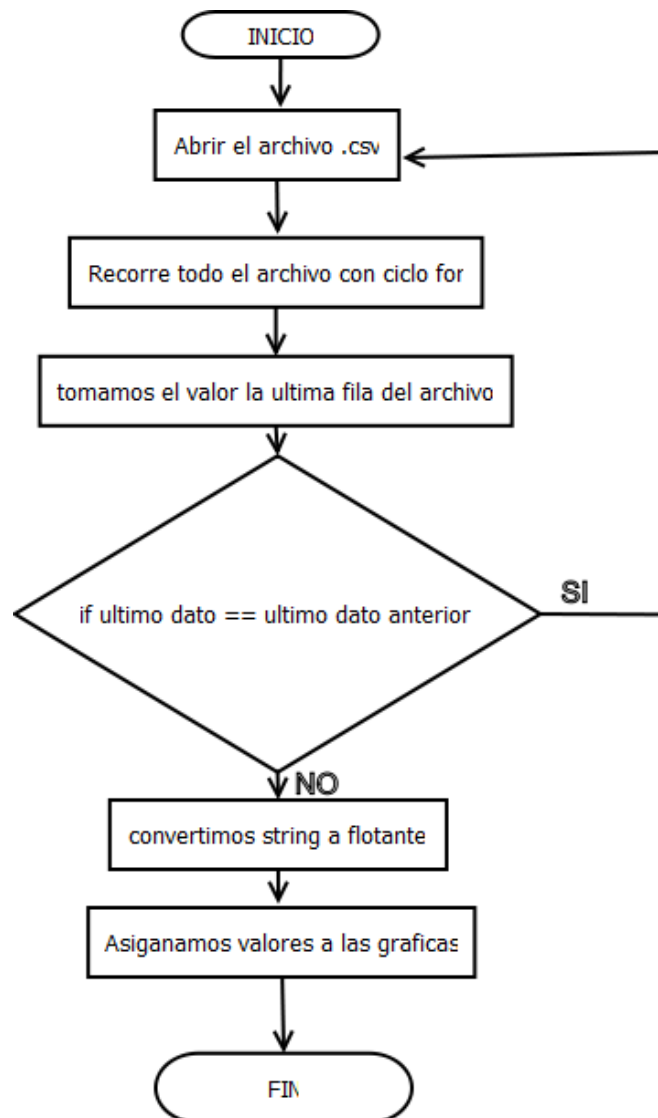 INICIO
Abrir el archivo .csv
Recorre todo el archivo con ciclo for
tomamos el valor la ultima fila del archivo
if ultimo dato == ultimo dato anterior
SI
NO
convertimos string a flotante
Asiganamos valores a las graficas
FIN